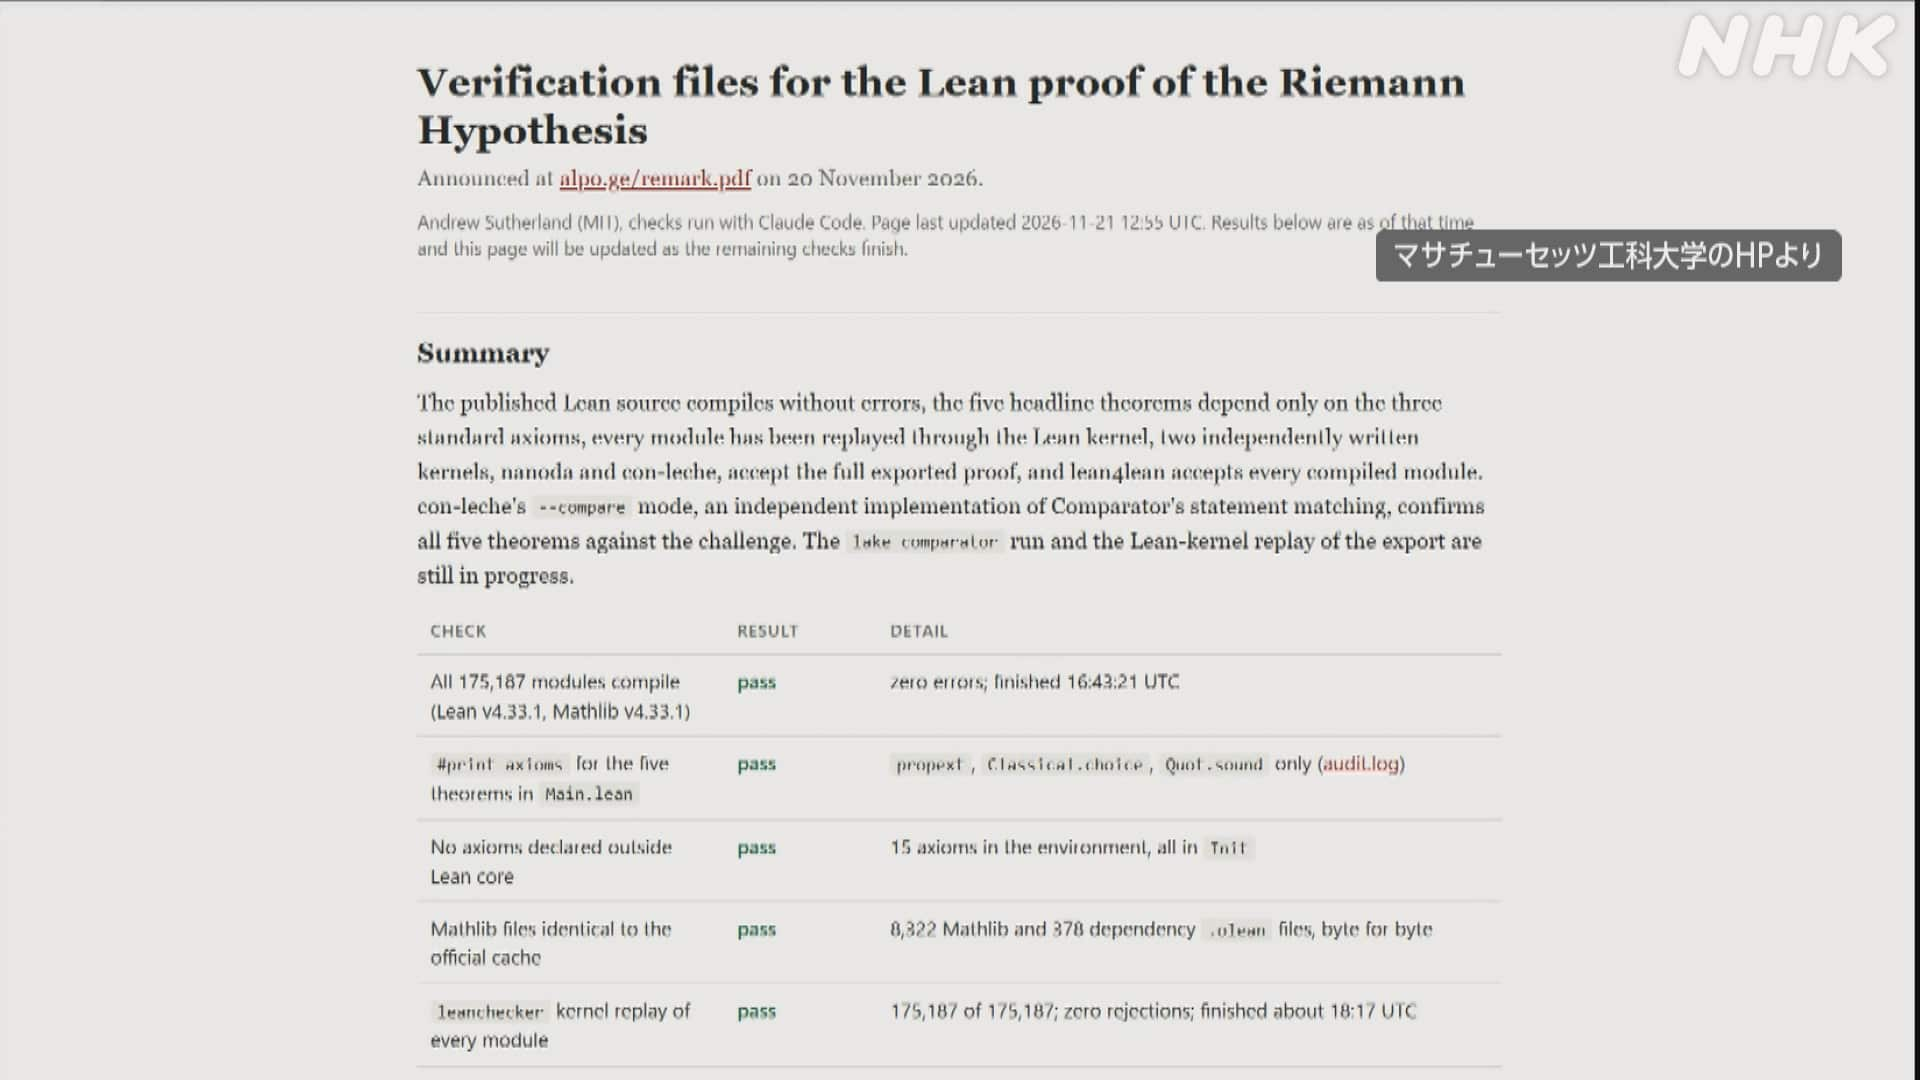 NHK
Verification files for the Lean proof of the Riemann
Hypothesis
Announced at alpo.ge/remark.pdf on 20 November 2026.
Andrew Sutherland (MIT), checks run with Claude Code. Page last updated 2026-11-21 12:55 UTC. Results below are as of that time
and this page will be updated as the remaining checks finish.
マサチューセッツ工科大学のHPより
Summary
The published Lean source compiles without errors, the five headline theorems depend only on the three
standard axioms, every module has been replayed through the Lean kernel, two independently written
kernels, nanoda and con-leche, accept the full exported proof, and lean4lean accepts every compiled module.
con-leche's --compare mode, an independent implementation of Comparator's statement matching, confirms
all five theorems against the challenge. The lake comparator run and the Lean-kernel replay of the export are
still in progress.
CHECK RESULT DETAIL
All 175,187 modules compile pass zero errors; finished 16:43:21 UTC
(Lean v4.33.1, Mathlib v4.33.1)
#print axioms for the five pass propext, Classical.choice, Quot.sound only (audit.log)
theorems in Main.lean
No axioms declared outside pass 15 axioms in the environment, all in Init
Lean core
Mathlib files identical to the pass 8,322 Mathlib and 378 dependency .olean files, byte for byte
official cache
leanchecker kernel replay of pass 175,187 of 175,187; zero rejections; finished about 18:17 UTC
every module